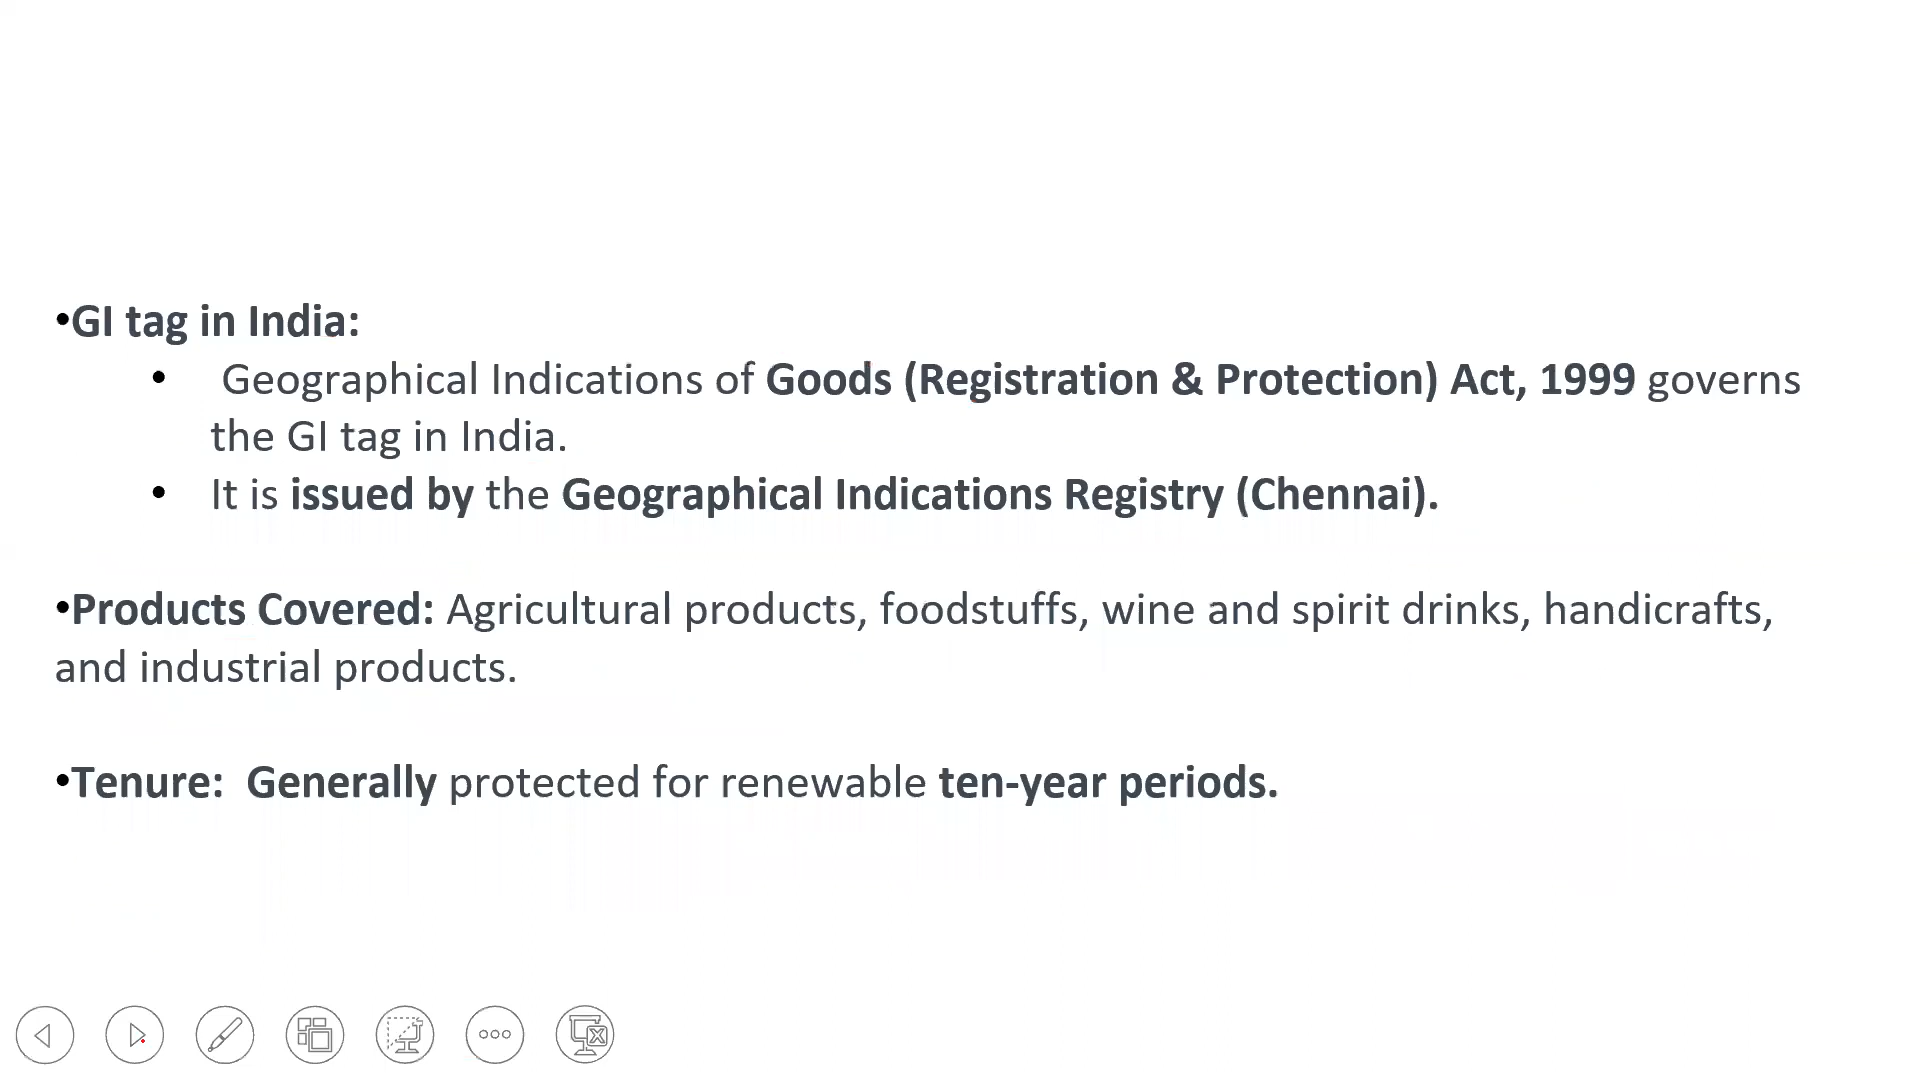 •GI tag in India:
• Geographical Indications of Goods (Registration & Protection) Act, 1999 governs
the GI tag in India.
• It is issued by the Geographical Indications Registry (Chennai).
•Products Covered: Agricultural products, foodstuffs, wine and spirit drinks, handicrafts,
and industrial products.
•Tenure: Generally protected for renewable ten-year periods.